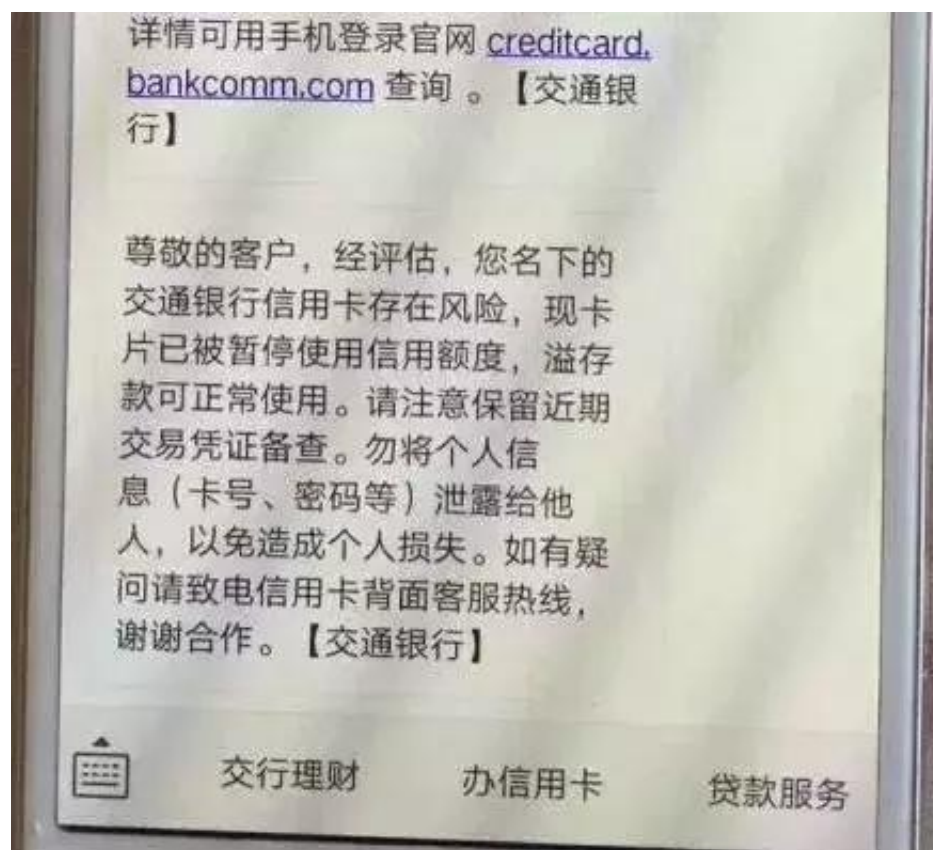 详情可用手机登录官网 creditcard.
bankcomm.com 查询 。【交通银
行】
尊敬的客户，经评估，您名下的
交通银行信用卡存在风险，现卡
片已被暂停使用信用额度，溢存
款可正常使用。请注意保留近期
交易凭证备查。勿将个人信
息（卡号、密码等）泄露给他
人，以免造成个人损失。如有疑
问请致电信用卡背面客服热线，
谢谢合作。【交通银行】
交行理财 办信用卡 贷款服务